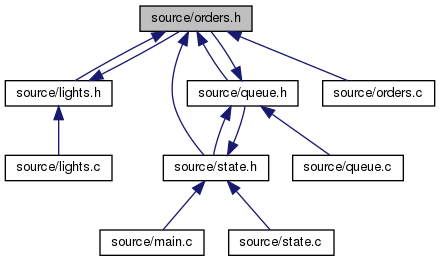 source/orders.h
source/lights.h
source/queue.h
source/orders.c
source/lights.c
source/state.h
source/queue.c
source/main.c
source/state.c